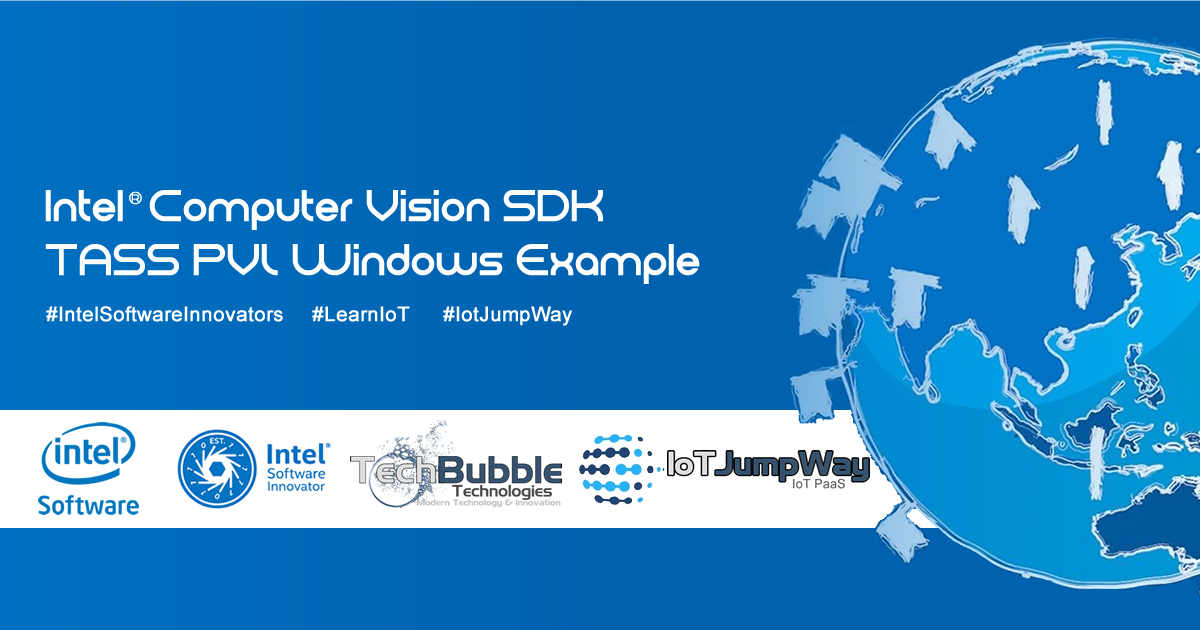 Intel® Computer Vision SDK
TASS PVL Windows Example
#IntelSoftwareInnovators #LearnIoT #IotJumpWay
intel®
Software
EST.
Intel®
Software
Innovator
TechBubble
Technologies
Modern Technology & Innovation
IoTJumpWay
IoT PaaS